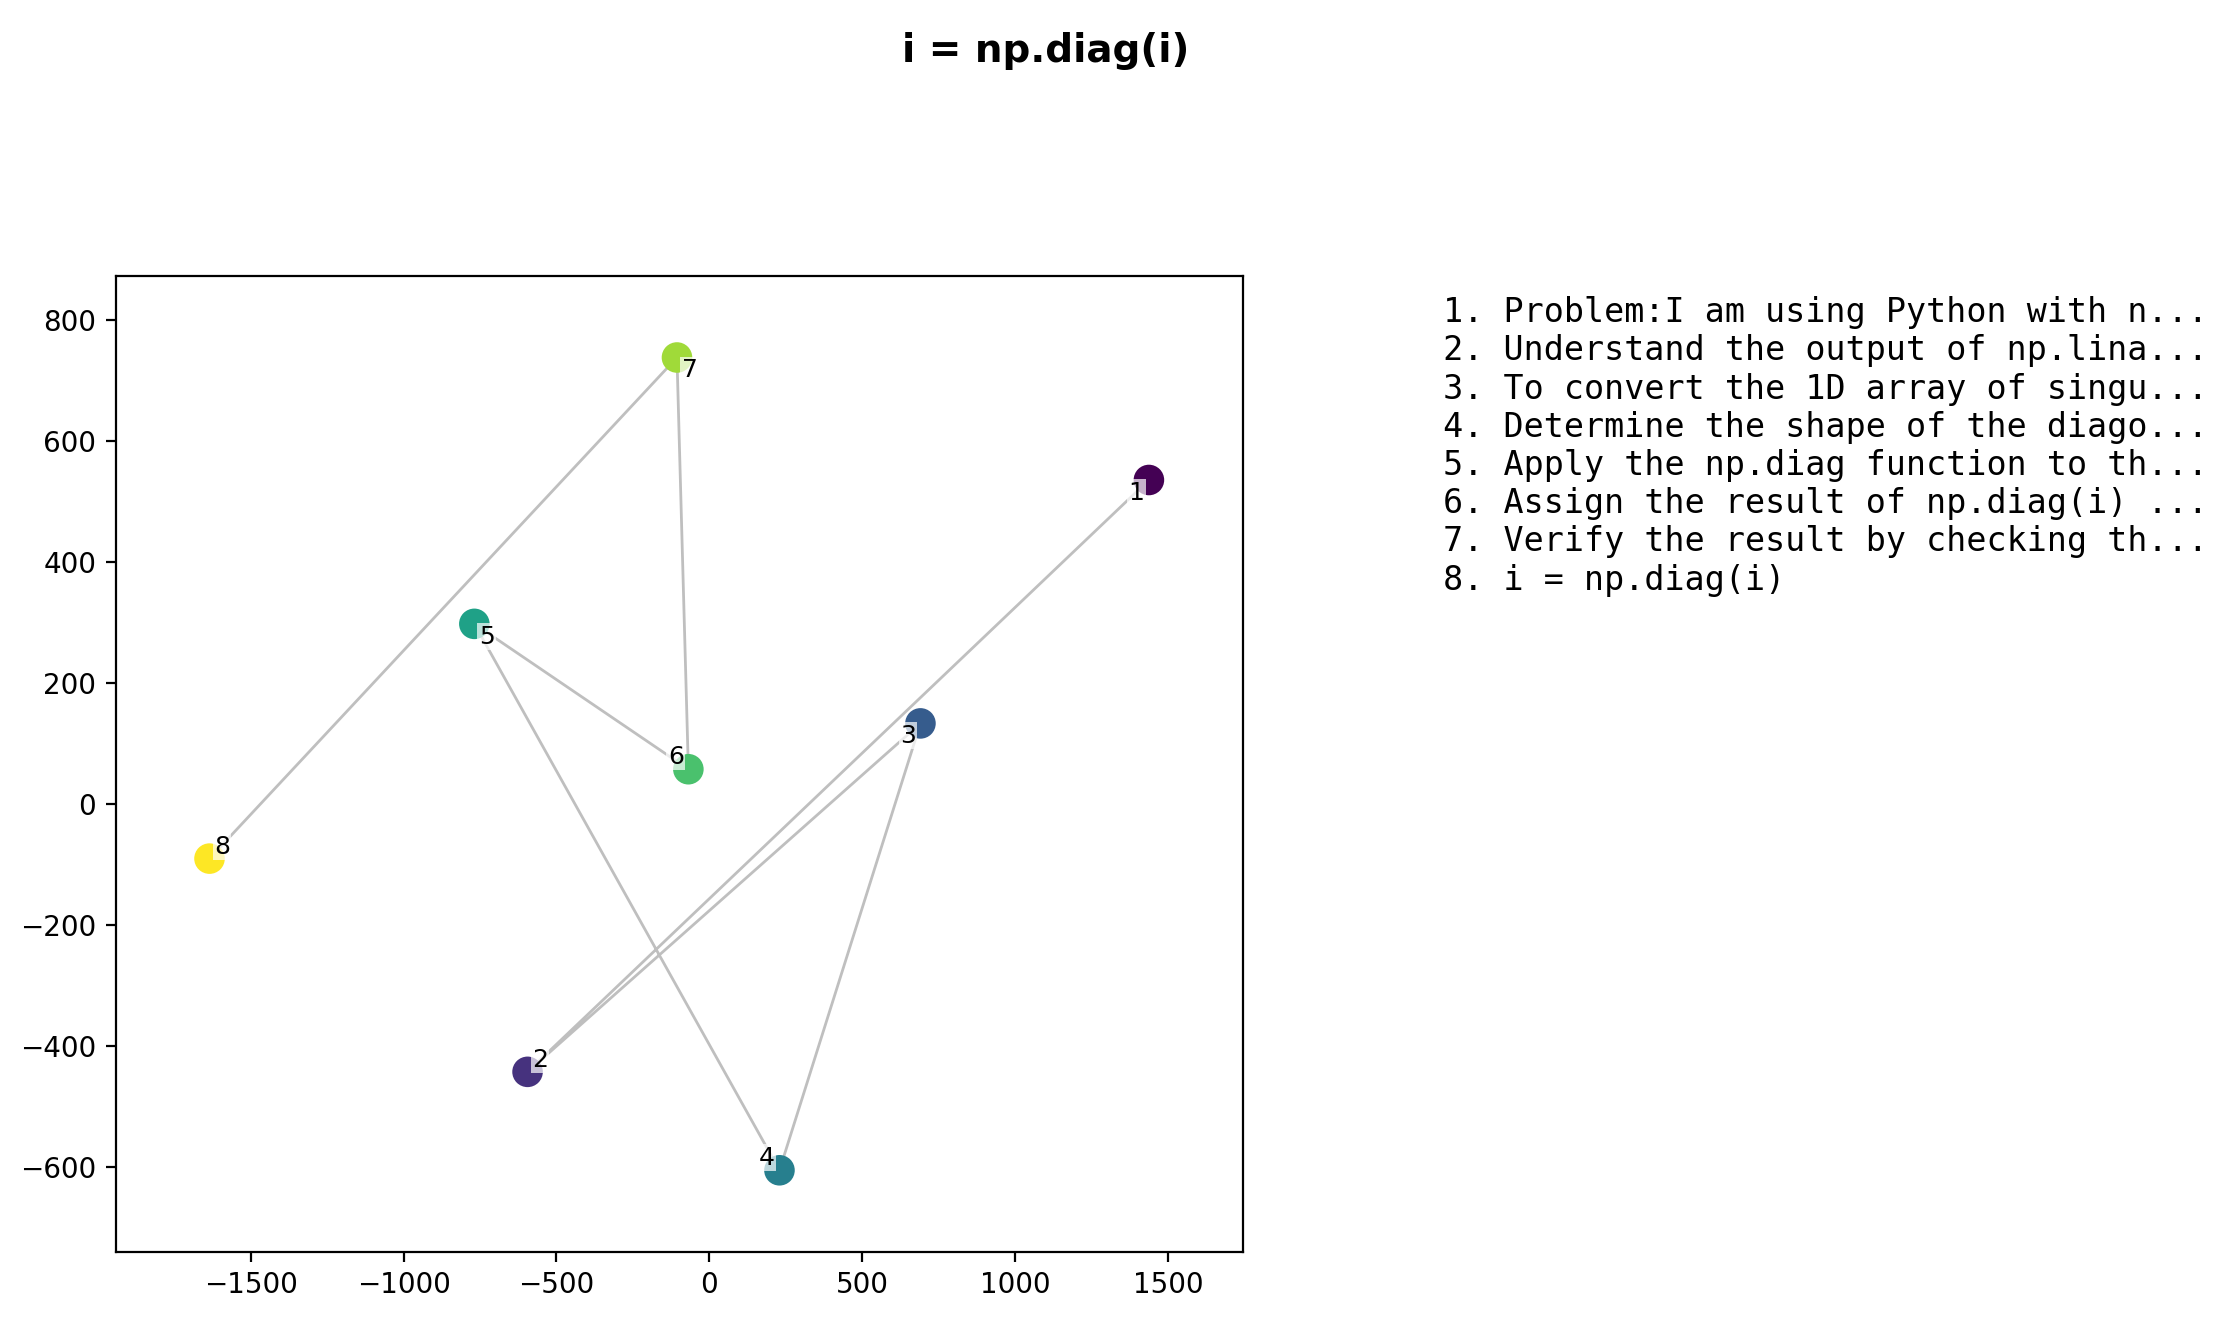 i = np.diag(i)
800
600
400
200
0
−200
−400
−600
−1500
−1000
−500
0
500
1000
1500
7
1
5
3
6
8
2
4
1. Problem:I am using Python with n...
2. Understand the output of np.lina...
3. To convert the 1D array of singu...
4. Determine the shape of the diago...
5. Apply the np.diag function to th...
6. Assign the result of np.diag(i) ...
7. Verify the result by checking th...
8. i = np.diag(i)